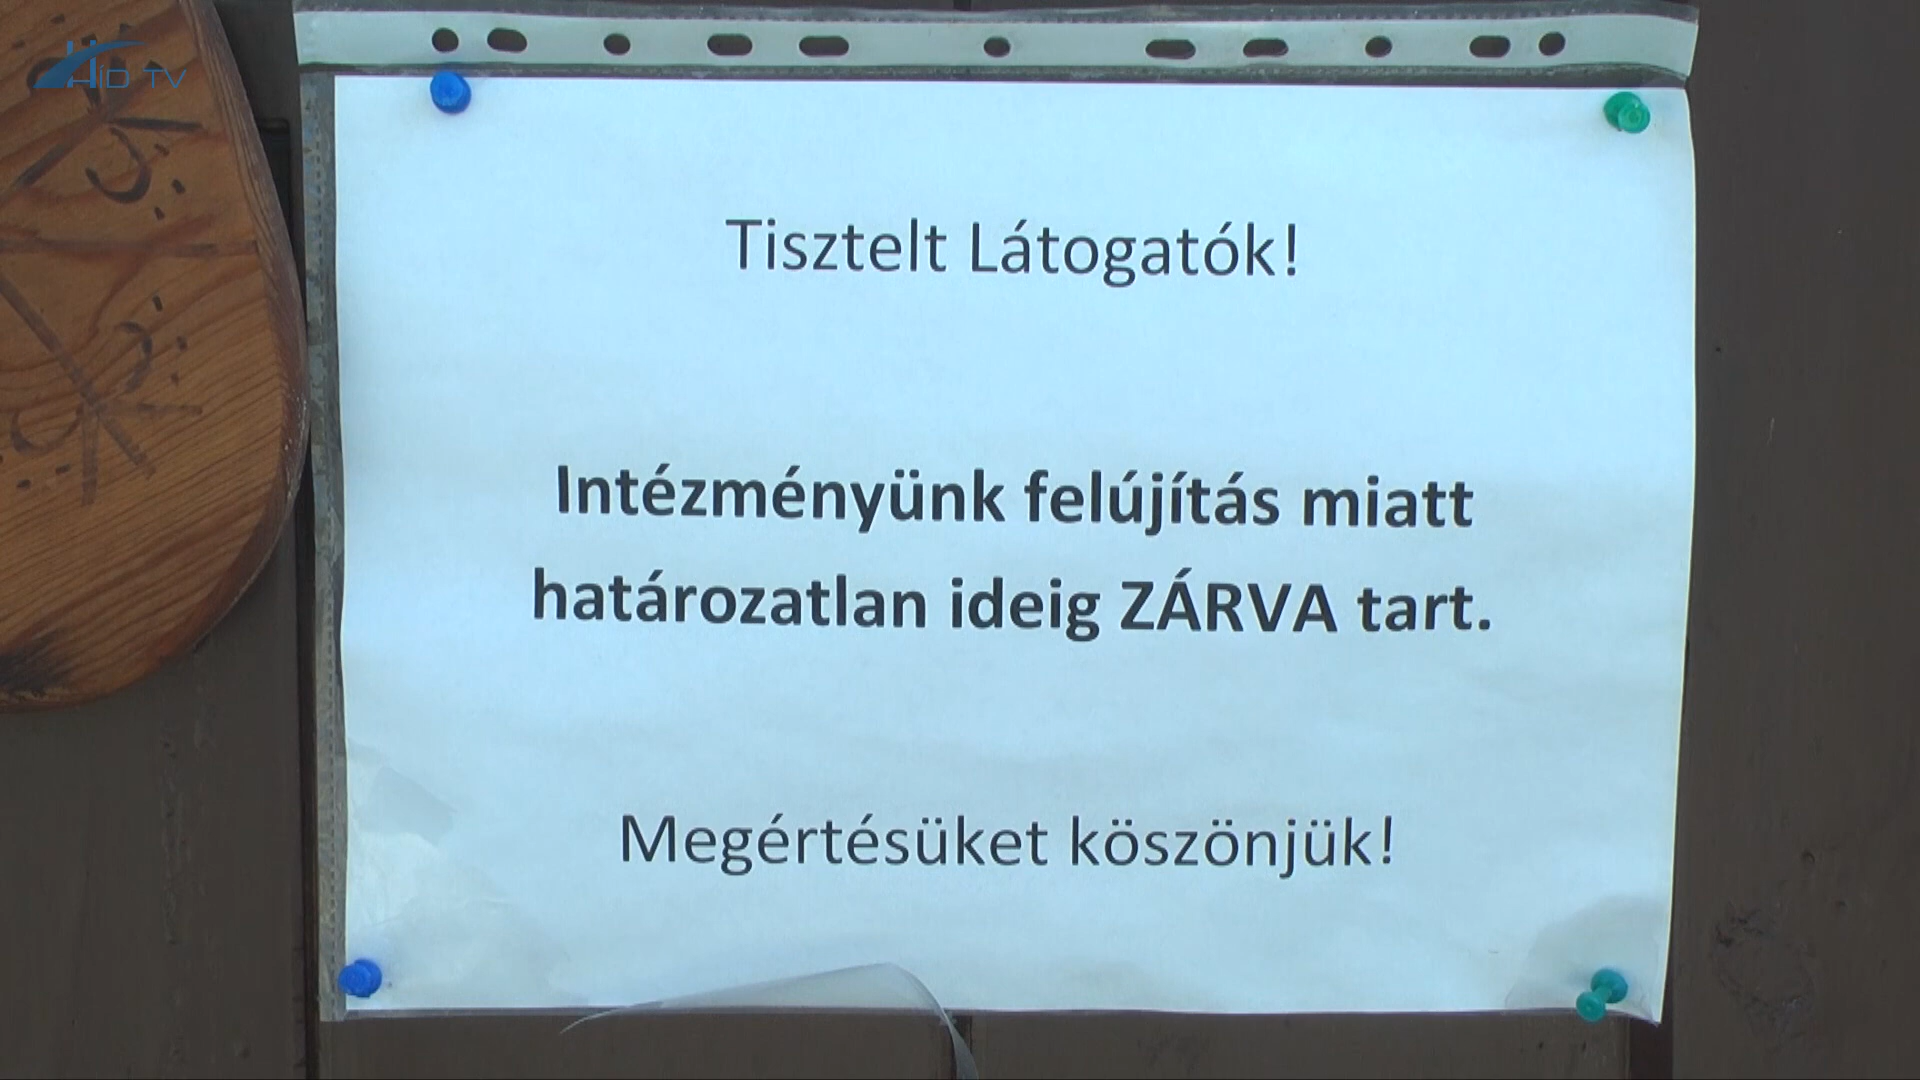 HÍD TV
Tisztelt Látogatók!
Intézményünk felújítás miatt
határozatlan ideig ZÁRVA tart.
Megértésüket köszönjük!